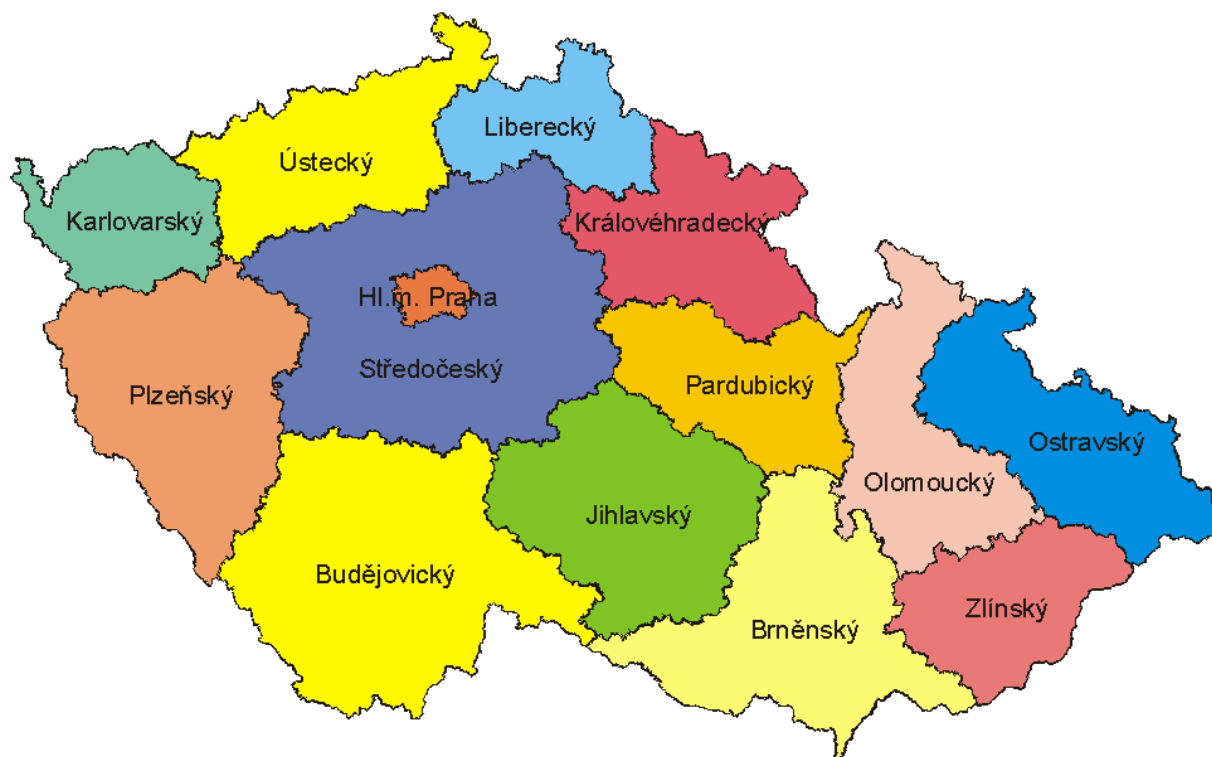 Liberecký
Ústecký
Karlovarský
Královéhradecký
Hl.m. Praha
Středočeský
Pardubický
Plzeňský
Ostravský
Olomoucký
Jihlavský
Budějovický
Zlínský
Brněnský